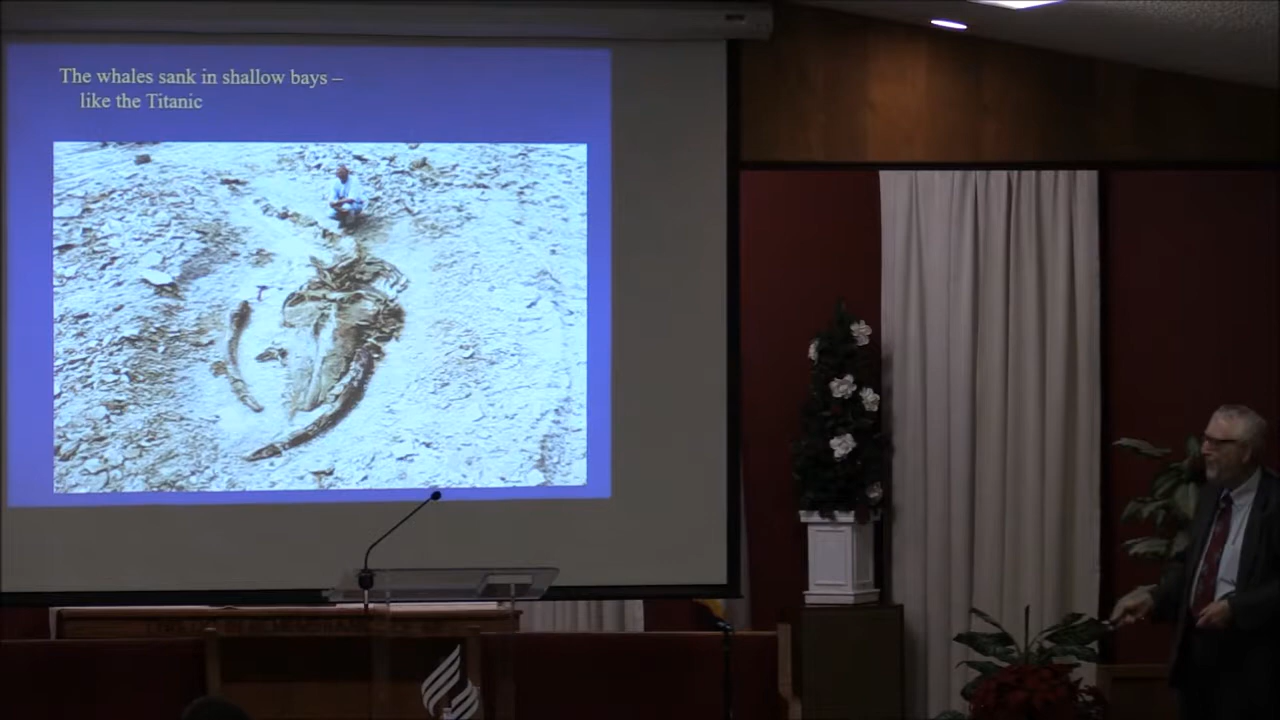 The whales sank in shallow bays –
like the Titanic